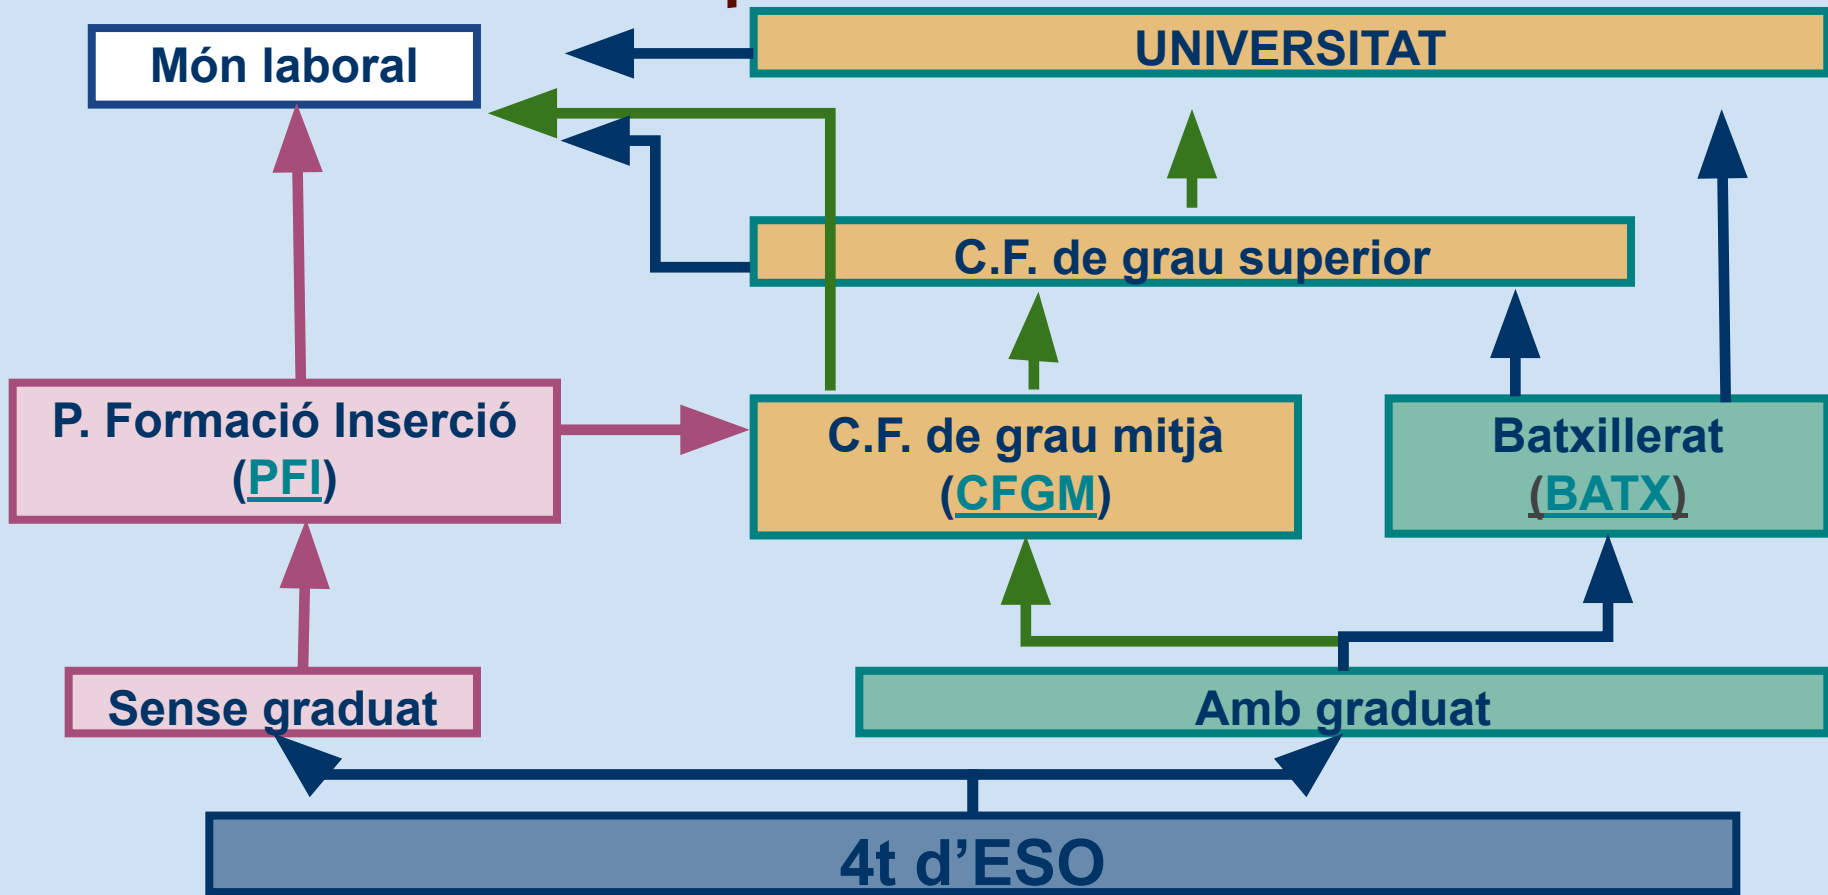 Món laboral
UNIVERSITAT
C.F. de grau superior
P. Formació Inserció
(PFI)
C.F. de grau mitjà
(CFGM)
Batxillerat
(BATX)
Sense graduat
Amb graduat
4t d’ESO